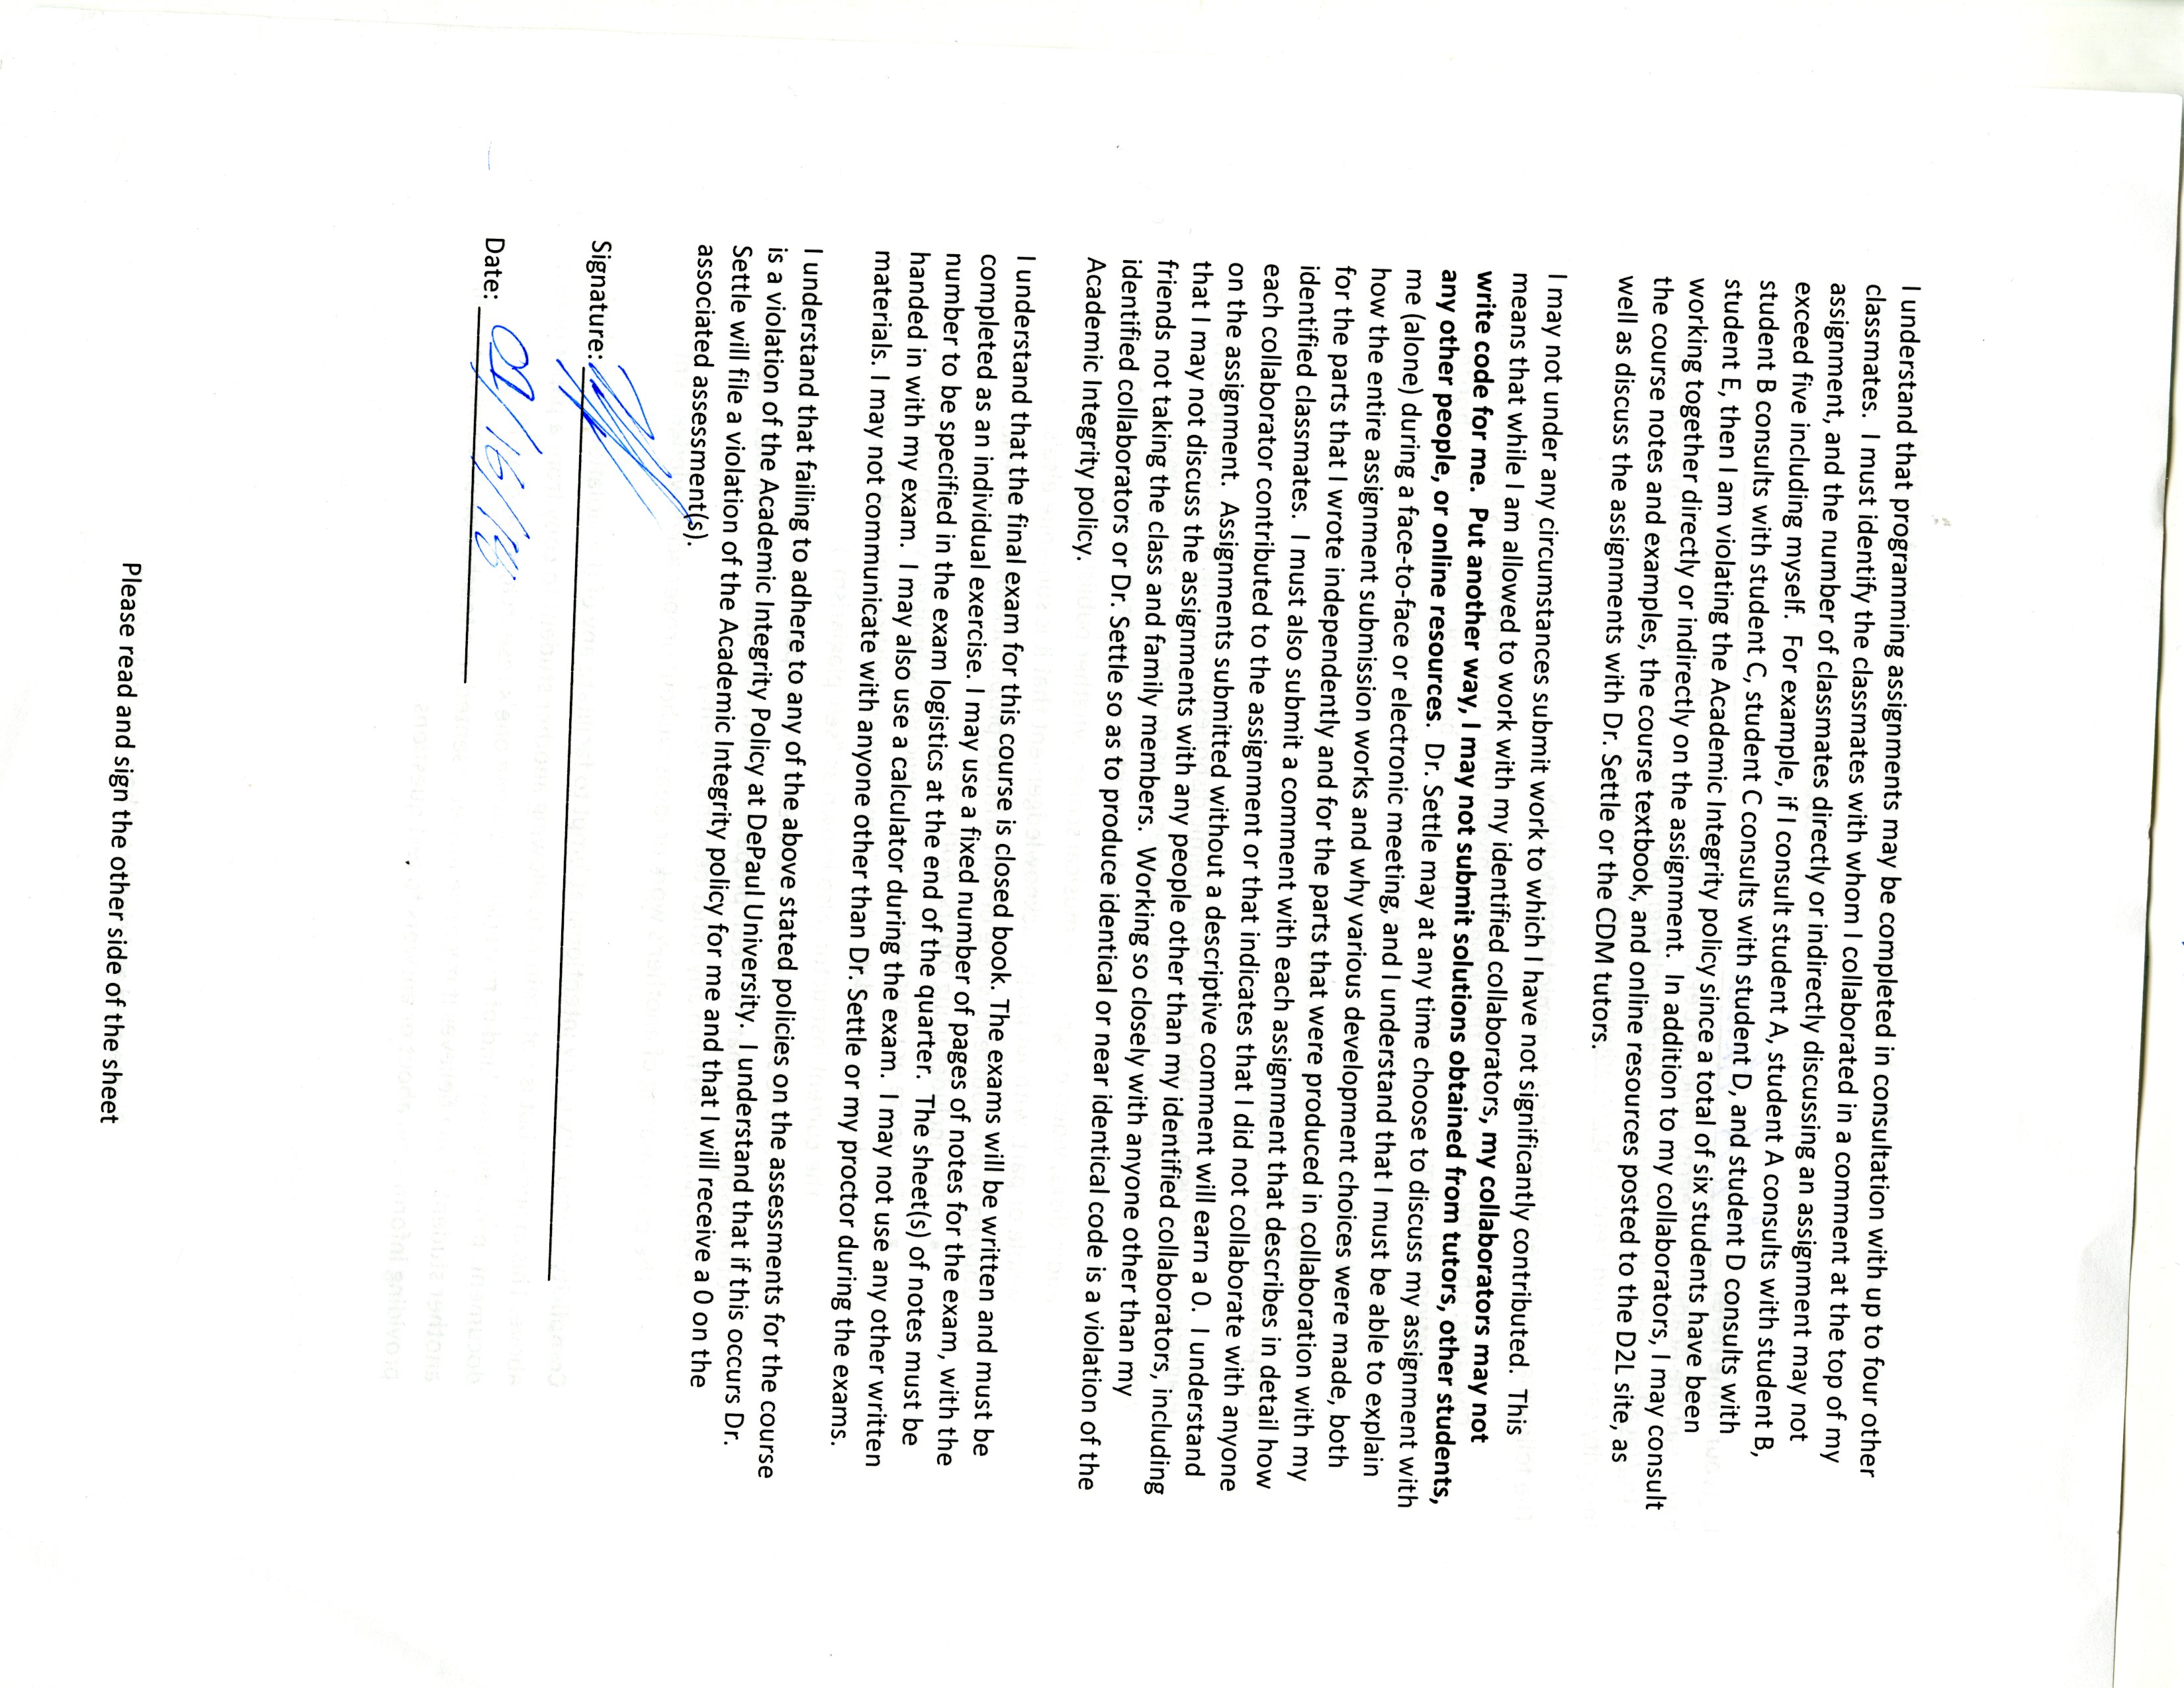 I understand that programming assignments may be completed in consultation with up to four other
classmates. I must identify the classmates with whom I collaborated in a comment at the top of my
assignment, and the number of classmates directly or indirectly discussing an assignment may not
exceed five including myself. For example, if I consult student A, student A consults with student B,
student B consults with student C, student C consults with student D, and student D consults with
student E, then I am violating the Academic Integrity policy since a total of six students have been
working together directly or indirectly on the assignment. In addition to my collaborators, I may consult
the course notes and examples, the course textbook, and online resources posted to the D2L site, as
well as discuss the assignments with Dr. Settle or the CDM tutors.
I may not under any circumstances submit work to which I have not significantly contributed. This
means that while I am allowed to work with my identified collaborators, my collaborators may not
write code for me. Put another way, I may not submit solutions obtained from tutors, other students,
any other people, or online resources. Dr. Settle may at any time choose to discuss my assignment with
me (alone) during a face-to-face or electronic meeting, and I understand that I must be able to explain
how the entire assignment submission works and why various development choices were made, both
for the parts that I wrote independently and for the parts that were produced in collaboration with my
identified classmates. I must also submit a comment with each assignment that describes in detail how
each collaborator contributed to the assignment or that indicates that I did not collaborate with anyone
on the assignment. Assignments submitted without a descriptive comment will earn a 0. I understand
that I may not discuss the assignments with any people other than my identified collaborators, including
friends not taking the class and family members. Working so closely with anyone other than my
identified collaborators or Dr. Settle so as to produce identical or near identical code is a violation of the
Academic Integrity policy.
I understand that the final exam for this course is closed book. The exams will be written and must be
completed as an individual exercise. I may use a fixed number of pages of notes for the exam, with the
number to be specified in the exam logistics at the end of the quarter. The sheet(s) of notes must be
handed in with my exam. I may also use a calculator during the exam. I may not use any other written
materials. I may not communicate with anyone other than Dr. Settle or my proctor during the exams.
I understand that failing to adhere to any of the above stated policies on the assessments for the course
is a violation of the Academic Integrity Policy at DePaul University. I understand that if this occurs Dr.
Settle will file a violation of the Academic Integrity policy for me and that I will receive a 0 on the
associated assessment(s).
Signature:
Date: /16/18
Please read and sign the other side of the sheet